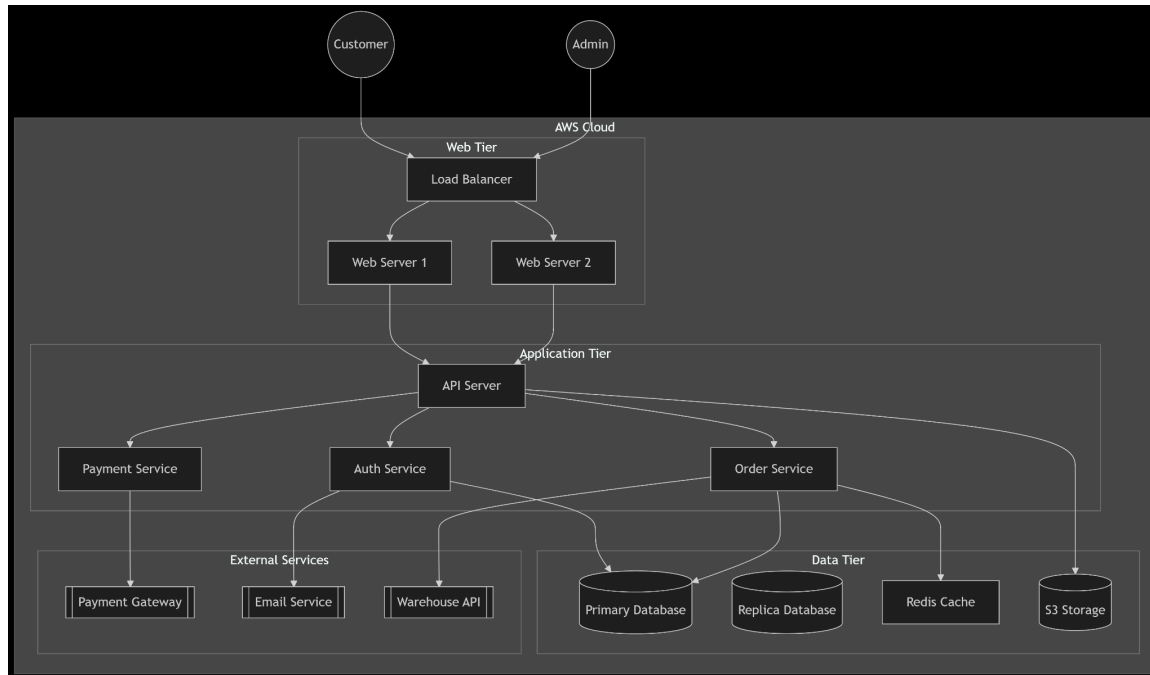 Customer
Admin
AWS Cloud
Web Tier
Load Balancer
Web Server 1
Web Server 2
Application Tier
API Server
Payment Service
Auth Service
Order Service
External Services
Data Tier
Payment Gateway
Email Service
Warehouse API
Primary Database
Replica Database
Redis Cache
S3 Storage